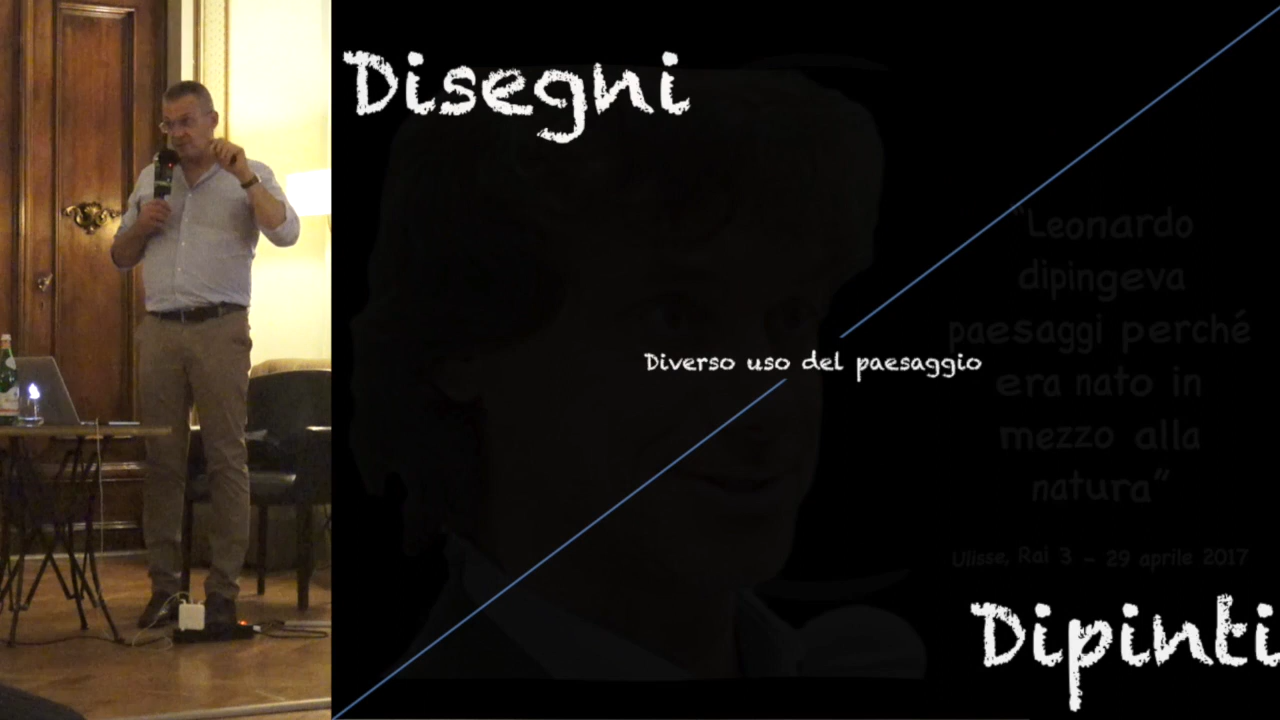 Disegni
"Leonardo
dipingeva
paesaggi perché
era nato in
mezzo alla
natura"
Diverso uso del paesaggio
Ulisse, Rai 3 - 29 aprile 2017
Dipinti